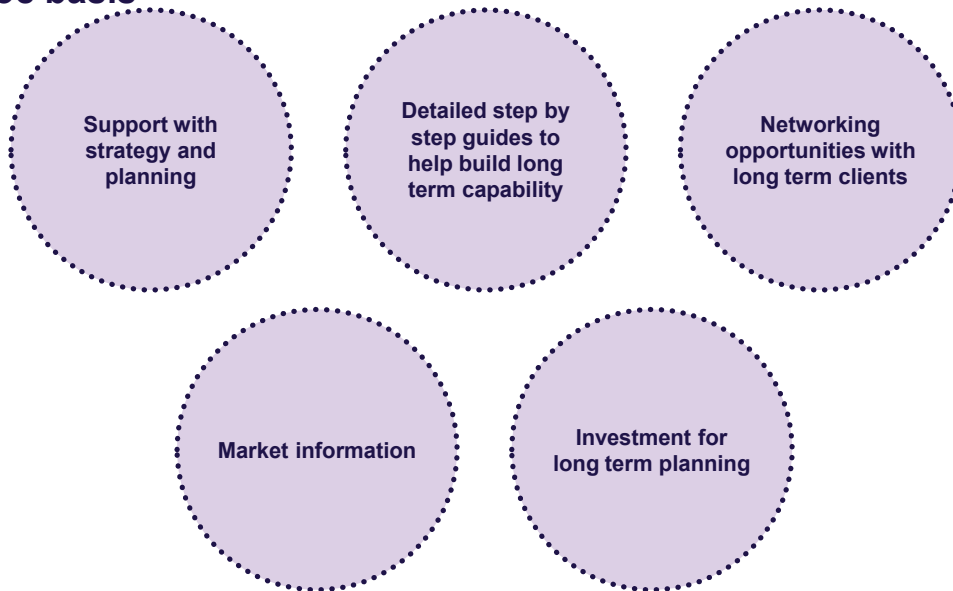 basis
Support with
strategy and
planning
Detailed step by
step guides to
help build long
term capability
Networking
opportunities with
long term clients
Market information
Investment for
long term planning